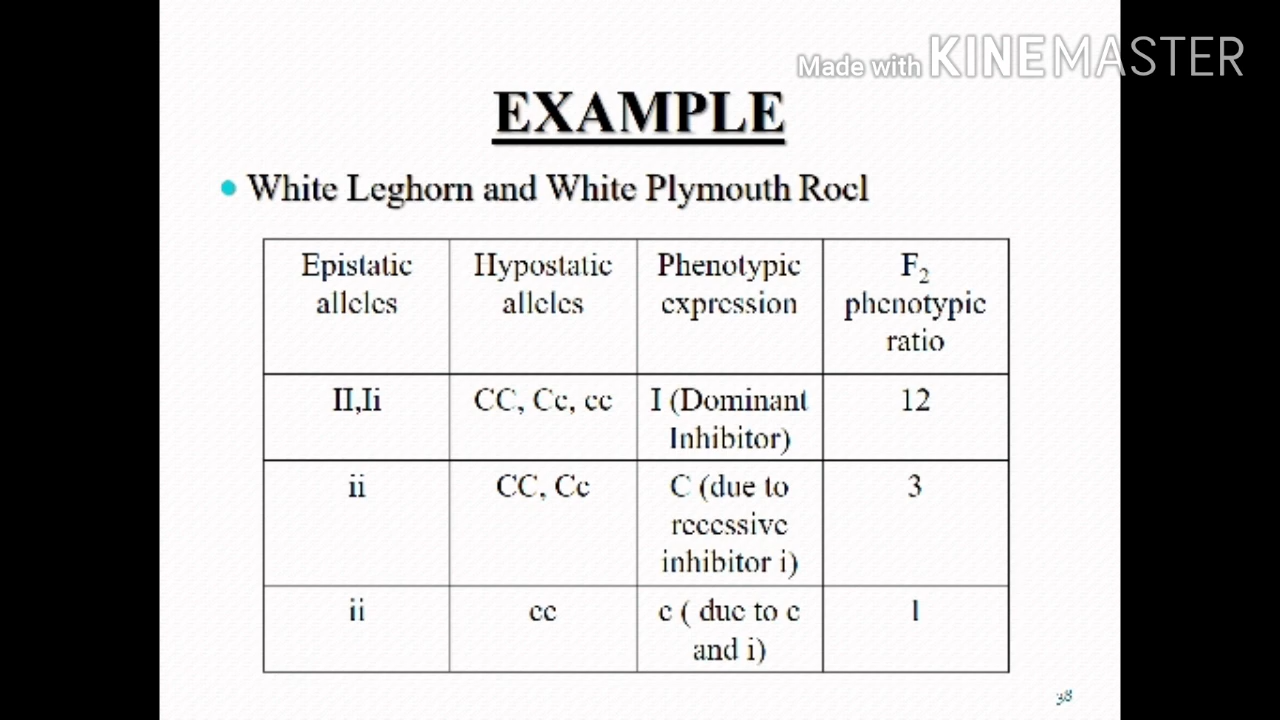 Made with KINEMASTER
EXAMPLE
• White Leghorn and White Plymouth Rocl
Epistatic alleles
Hypostatic alleles
Phenotypic expression
F₂ phenotypic ratio
II,Ii
CC, Cc, cc
I (Dominant Inhibitor)
12
ii
CC, Cc
C (due to recessive inhibitor i)
3
ii
cc
c ( due to c and i)
1
38